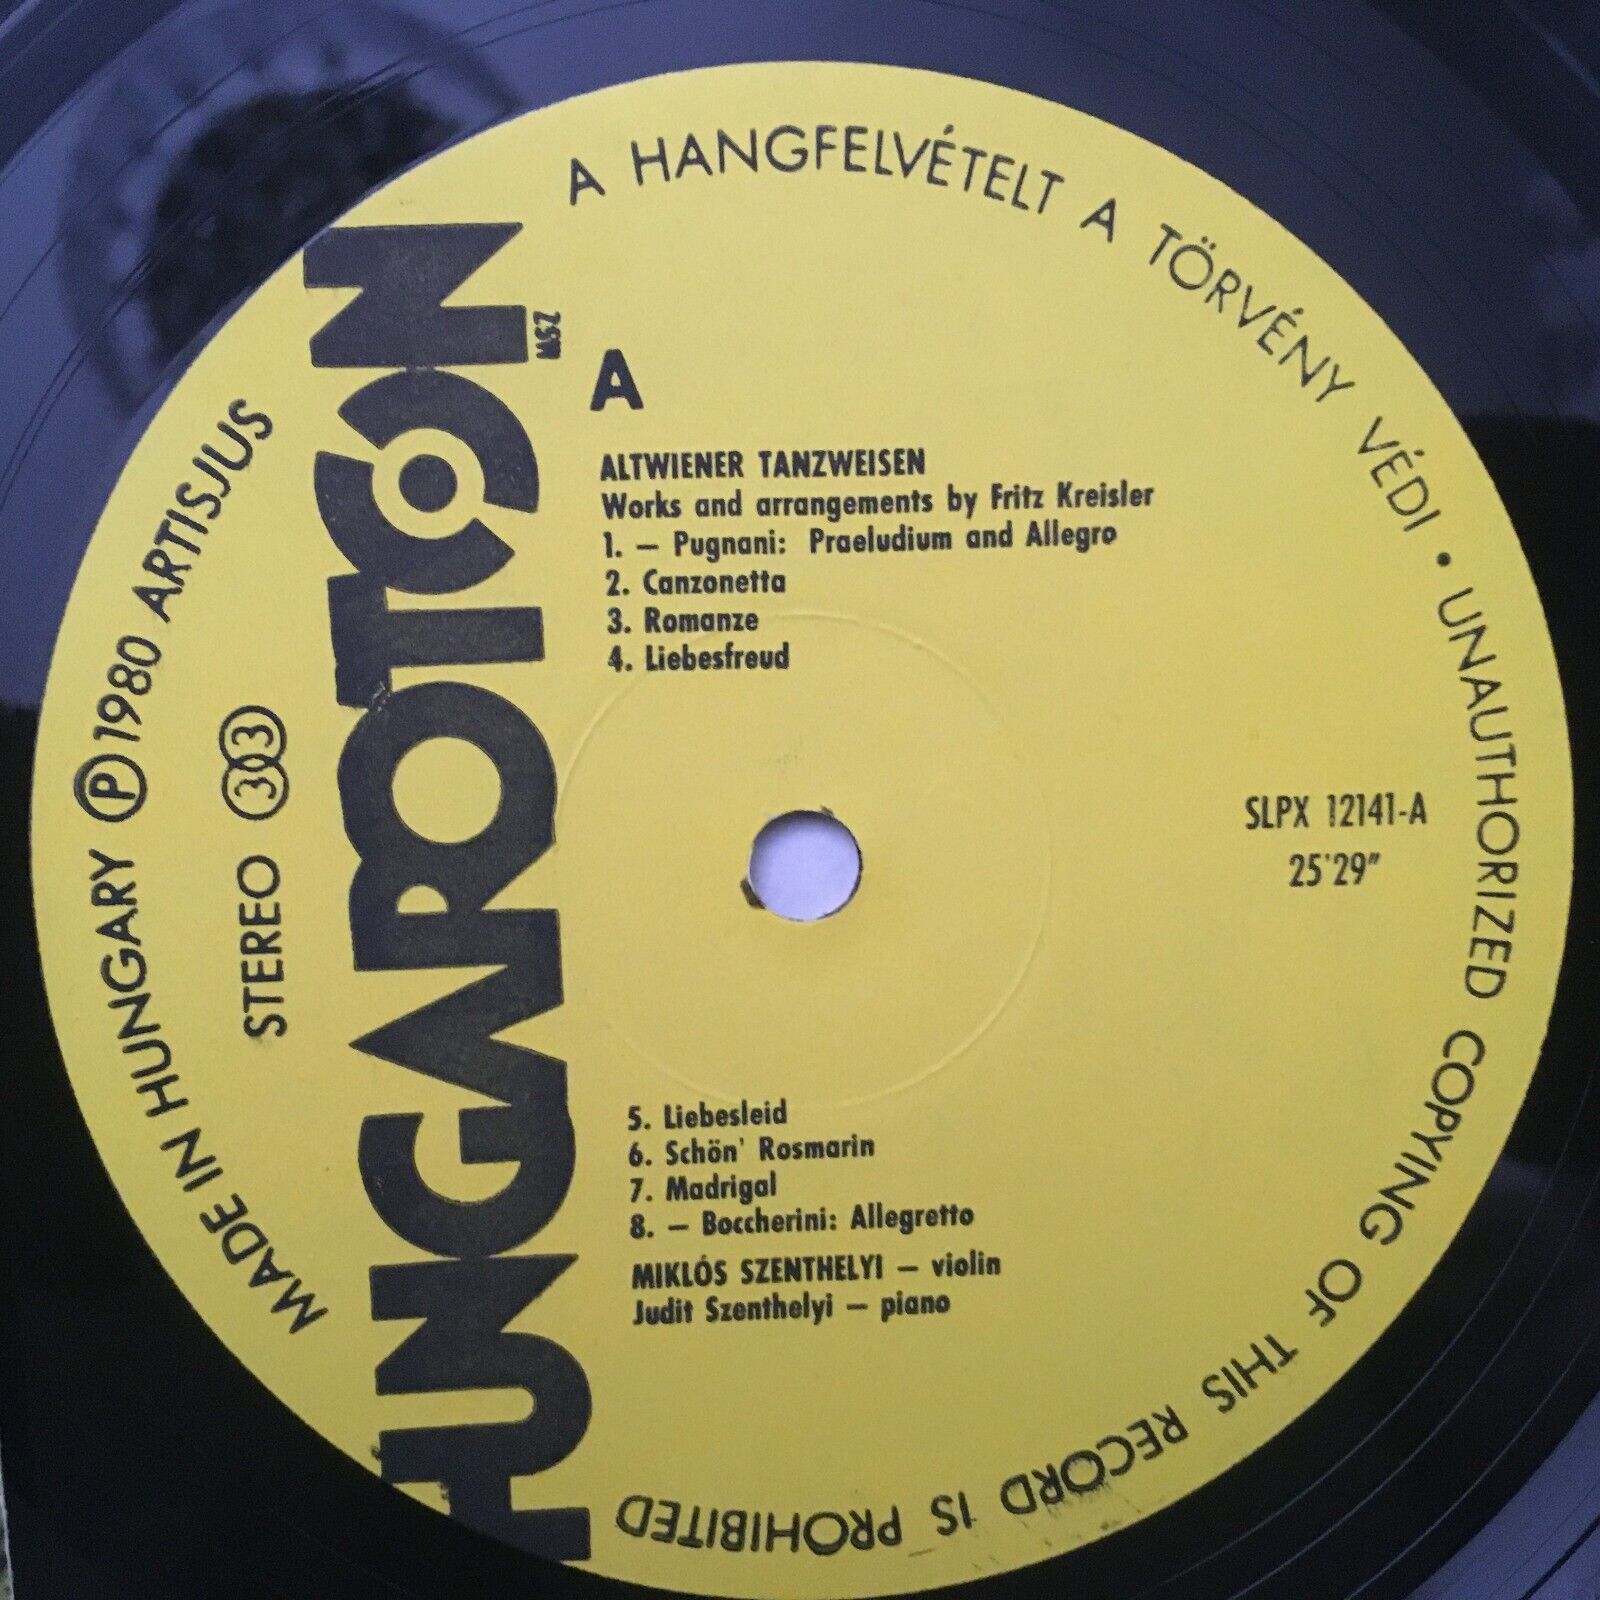 A HANGFELVÉTELT A TÖRVÉNY VÉDI • UNAUTHORIZED COPYING OF THIS RECORD IS PROHIBITED
MADE IN HUNGARY Ⓟ 1980 ARTISJUS
STEREO 33
HUNGAROTON
MSZ
A
ALTWIENER TANZWEISEN
Works and arrangements by Fritz Kreisler
1. – Pugnani: Praeludium and Allegro
2. Canzonetta
3. Romanze
4. Liebesfreud
SLPX 12141-A
25'29"
5. Liebesleid
6. Schön' Rosmarin
7. Madrigal
8. – Boccherini: Allegretto
MIKLÓS SZENTHELYI – violin
Judit Szenthelyi – piano